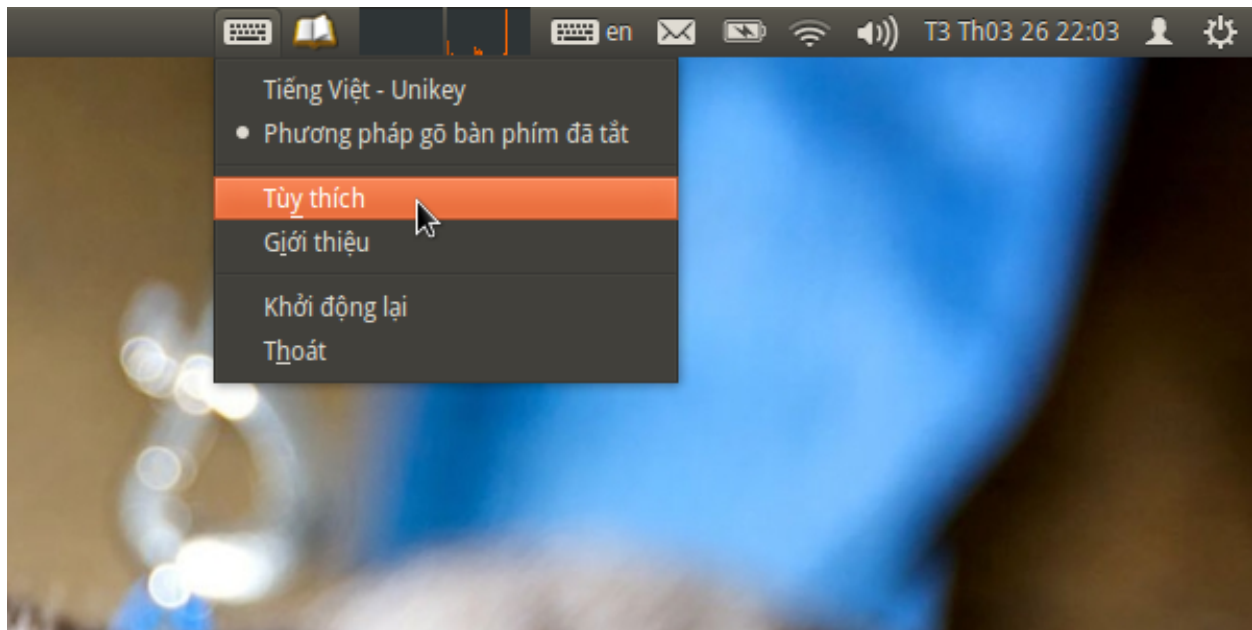 en T3 Th03 26 22:03
Tiếng Việt - Unikey
Phương pháp gõ bàn phím đã tắt
Tùy thích
Giới thiệu
Khởi động lại
Thoát